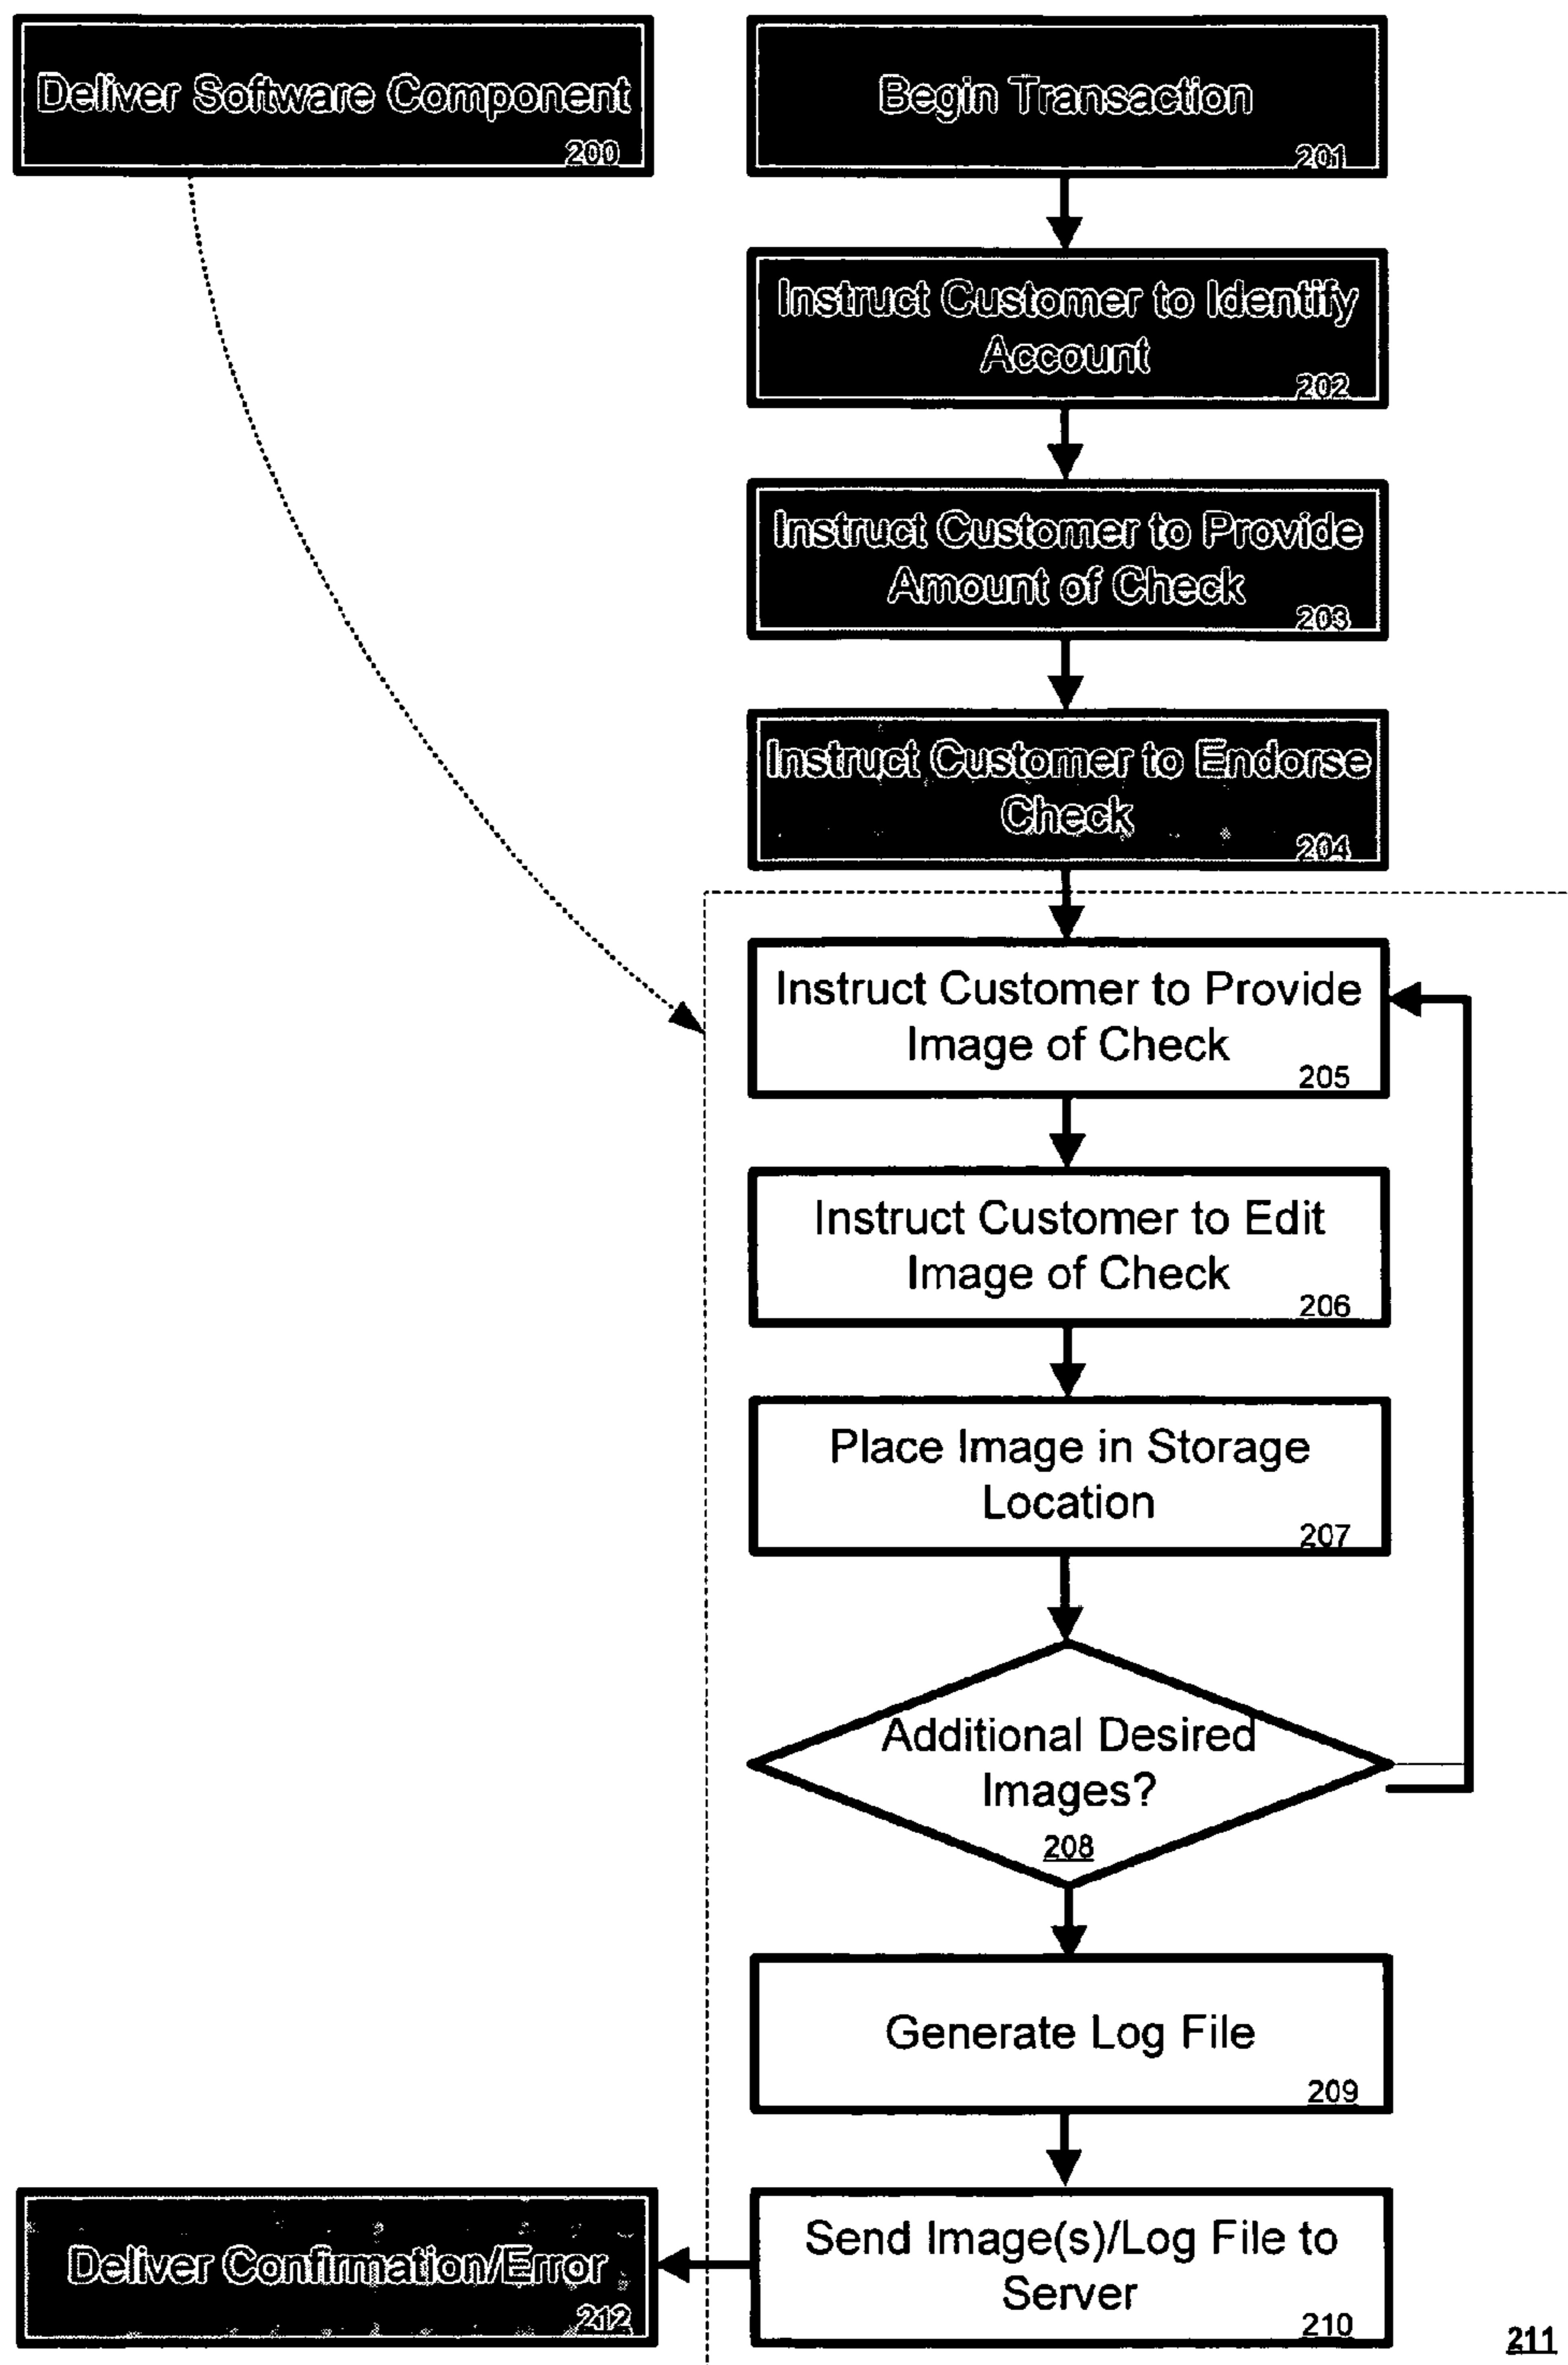 Deliver Software Component
200
Begin Transaction
201
Instruct Customer to Identify
Account
202
Instruct Customer to Provide
Amount of Check
203
Instruct Customer to Endorse
Check
204
Instruct Customer to Provide
Image of Check
205
Instruct Customer to Edit
Image of Check
206
Place Image in Storage
Location
207
Additional Desired
Images?
208
Generate Log File
209
Send Image(s)/Log File to
Server
210
Deliver Confirmation/Error
212
211